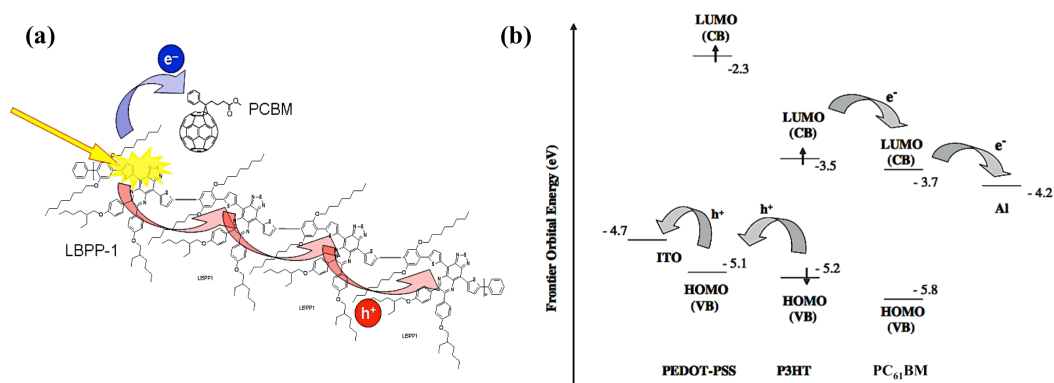 (a)
e⁻
PCBM
LBPP-1
LBPP1
LBPP1
LBPP1
h⁺
(b)
Frontier Orbital Energy (eV)
LUMO
(CB)
-2.3
LUMO
(CB)
-3.5
e⁻
LUMO
(CB)
-3.7
e⁻
- 4.2
Al
- 4.7
ITO
h⁺
h⁺
- 5.1
HOMO
(VB)
- 5.2
HOMO
(VB)
- 5.8
HOMO
(VB)
PEDOT-PSS
P3HT
PC₆₁BM